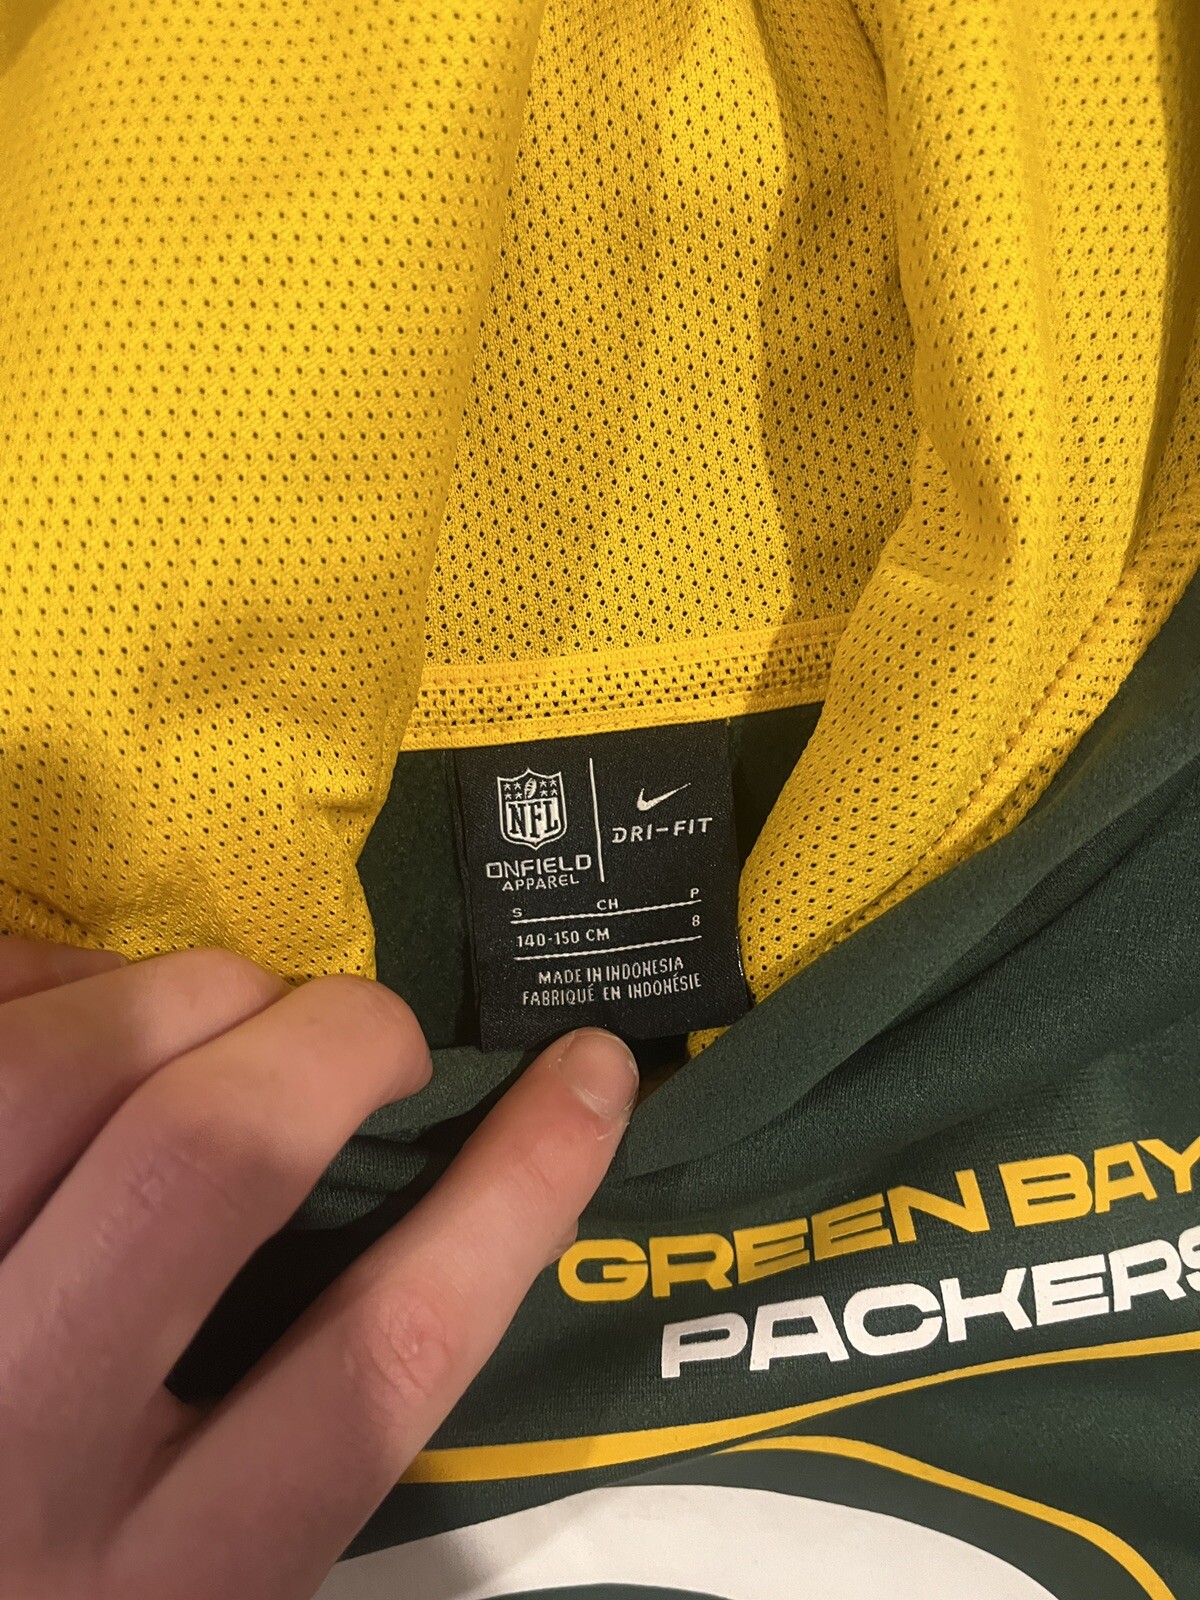 NFL
ONFIELD
APPAREL
DRI-FIT
S CH P
140-150 CM 8
MADE IN INDONESIA
FABRIQUÉ EN INDONÉSIE
GREEN BAY
PACKERS